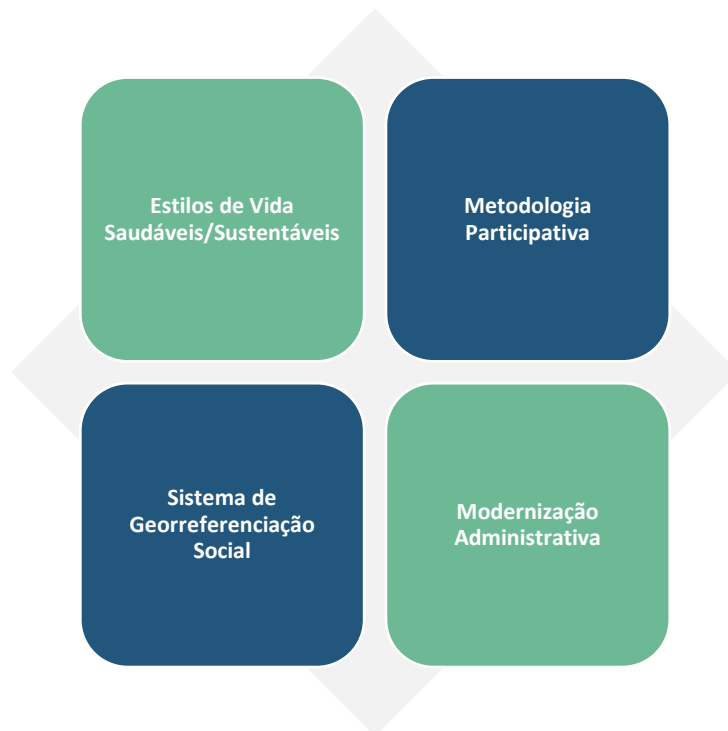 Estilos de Vida
Saudáveis/Sustentáveis
Metodologia
Participativa
Sistema de
Georreferenciação
Social
Modernização
Administrativa